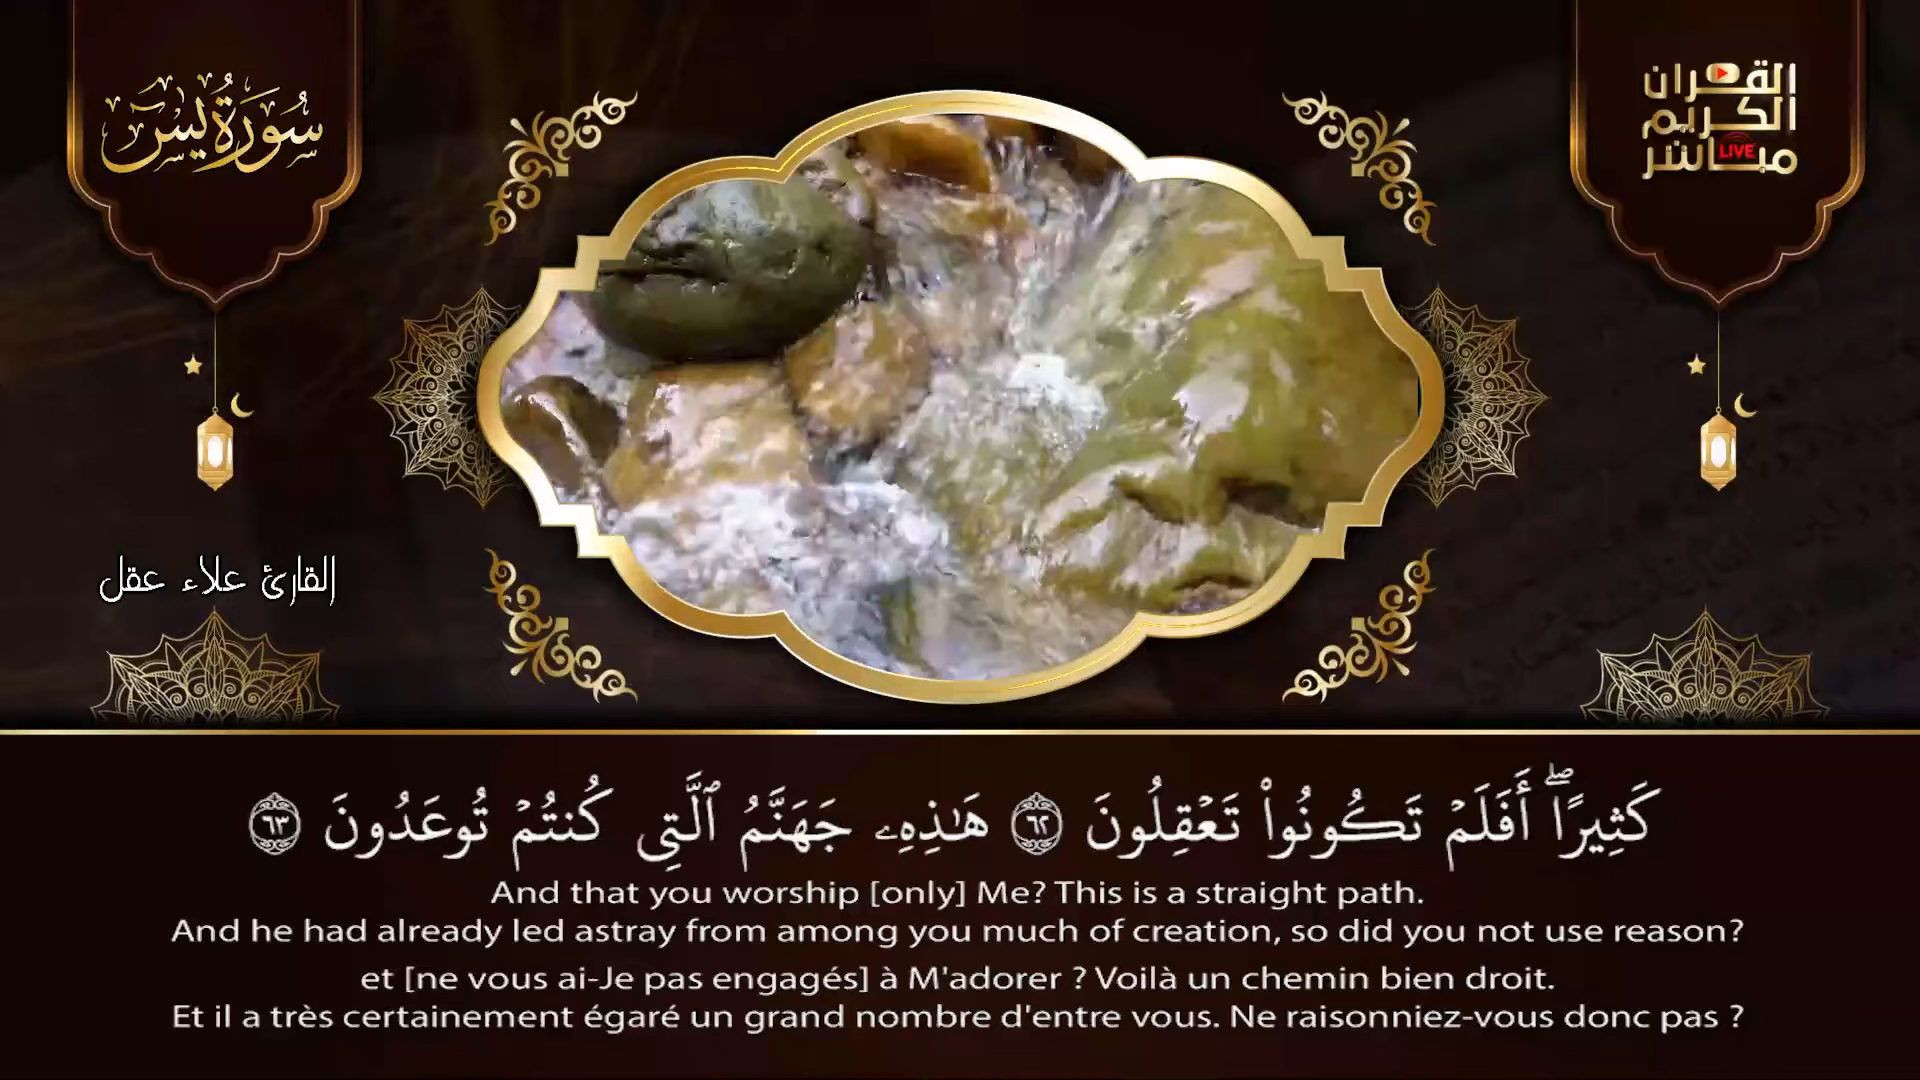 سُورَةُ يس
القرآن
الكريم
مباشر
LIVE
القارئ علاء عقل
كَثِيرًاۖ أَفَلَمْ تَكُونُوا۟ تَعْقِلُونَ ٦٢ هَـٰذِهِۦ جَهَنَّمُ ٱلَّتِى كُنتُمْ تُوعَدُونَ ٦٣
And that you worship [only] Me? This is a straight path.
And he had already led astray from among you much of creation, so did you not use reason?
et [ne vous ai-Je pas engagés] à M'adorer ? Voilà un chemin bien droit.
Et il a très certainement égaré un grand nombre d'entre vous. Ne raisonniez-vous donc pas ?